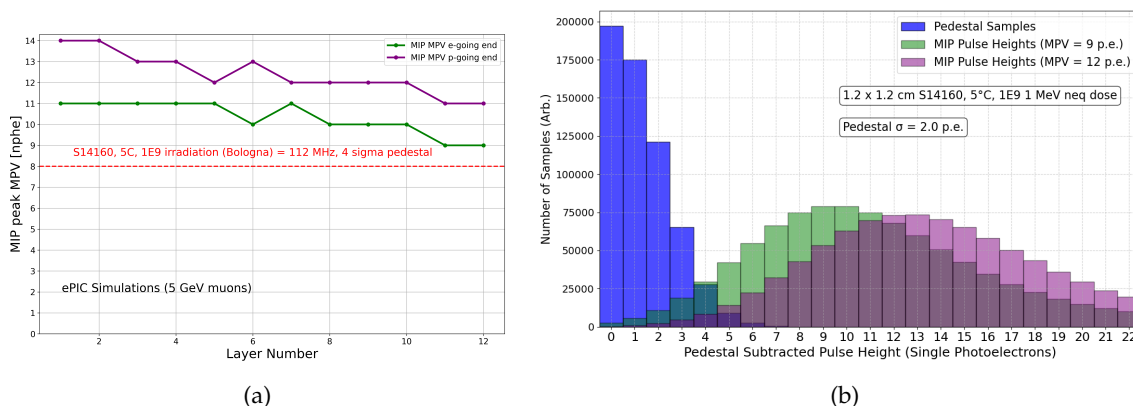 MIP peak MPV [nphe]
14
13
12
11
10
9
8
7
6
5
4
3
2
1
0
MIP MPV e-going end
MIP MPV p-going end
S14160, 5C, 1E9 irradiation (Bologna) = 112 MHz, 4 sigma pedestal
ePIC Simulations (5 GeV muons)
2 4 6 8 10 12
Layer Number
(a)
Number of Samples (Arb.)
200000
175000
150000
125000
100000
75000
50000
25000
0
Pedestal Samples
MIP Pulse Heights (MPV = 9 p.e.)
MIP Pulse Heights (MPV = 12 p.e.)
1.2 x 1.2 cm S14160, 5°C, 1E9 1 MeV neq dose
Pedestal σ = 2.0 p.e.
0 1 2 3 4 5 6 7 8 9 10 11 12 13 14 15 16 17 18 19 20 21 22
Pedestal Subtracted Pulse Height (Single Photoelectrons)
(b)